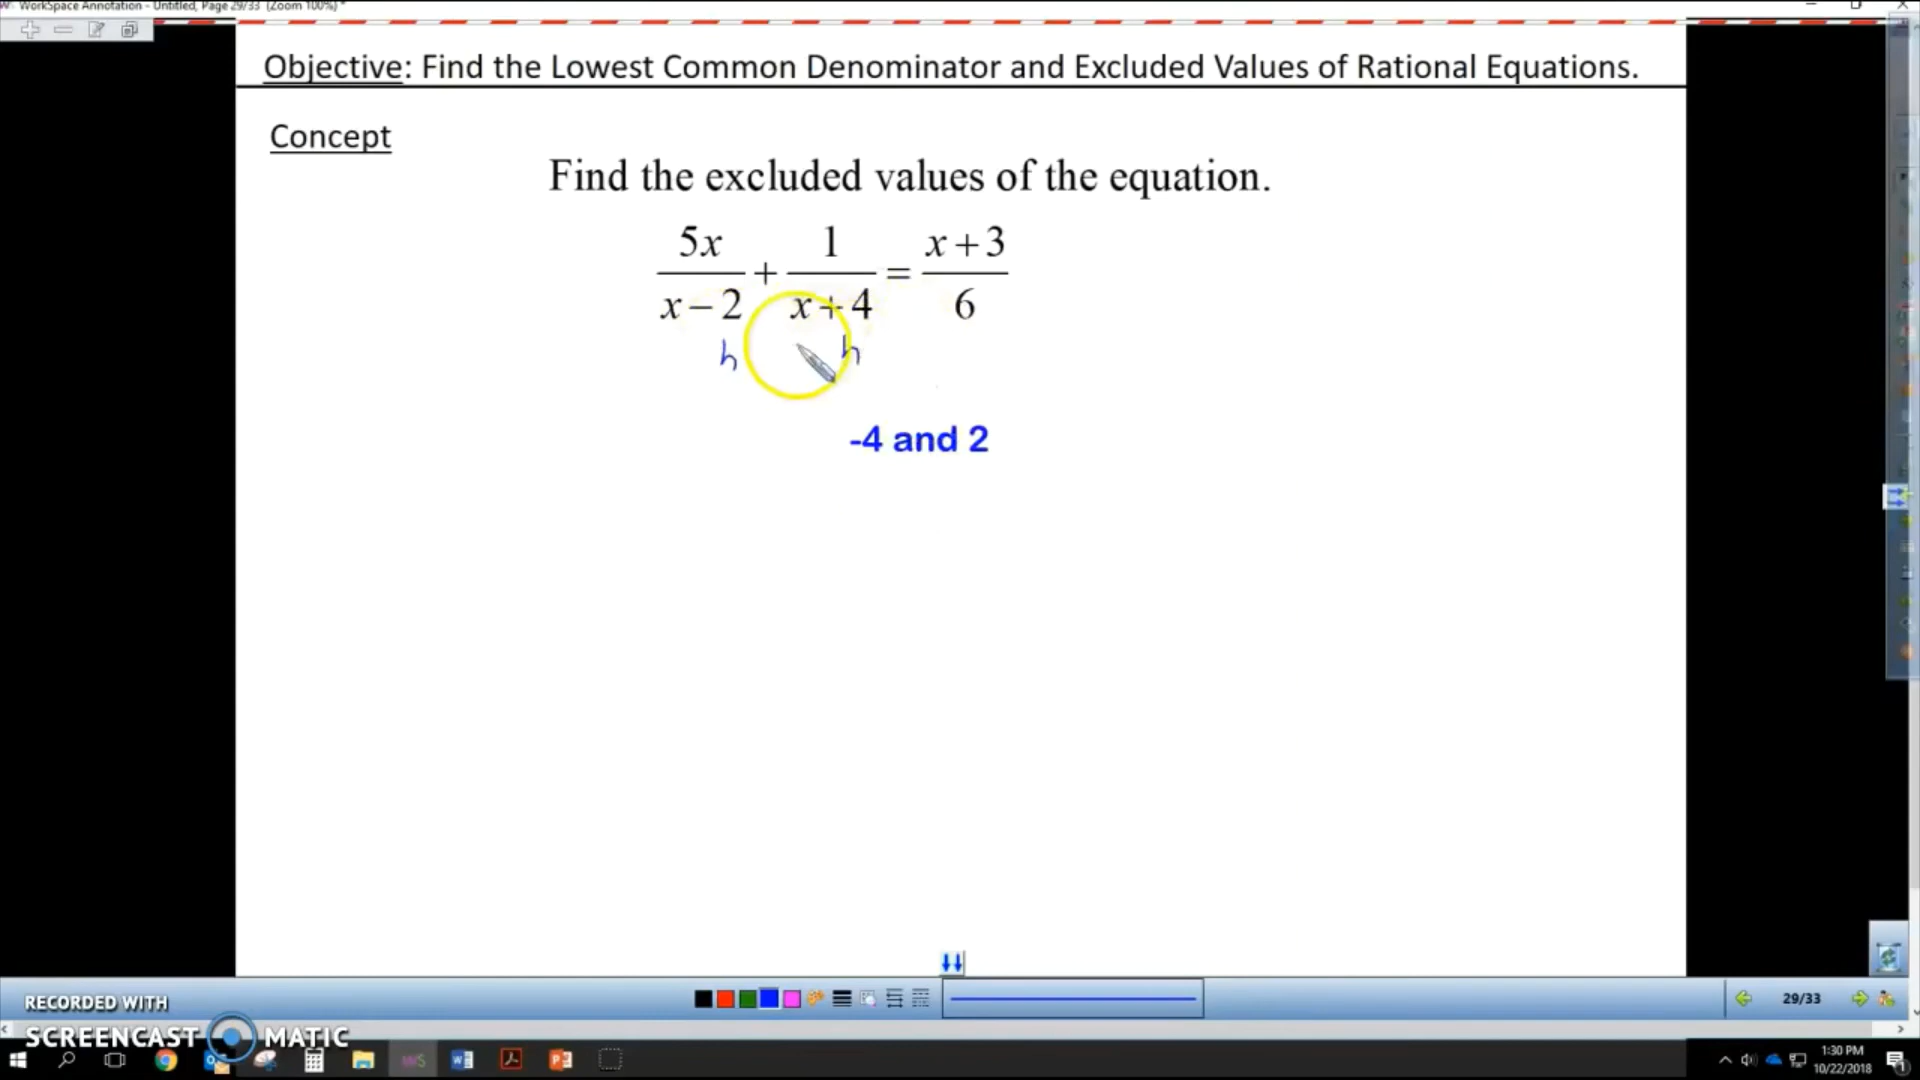 WorkSpace Annotation - Untitled, Page 29/33 (Zoom 100%) *
Objective: Find the Lowest Common Denominator and Excluded Values of Rational Equations.
Concept
Find the excluded values of the equation.
5x/(x − 2) + 1/(x + 4) = (x + 3)/6
h h
-4 and 2
29/33
RECORDED WITH
SCREENCAST MATIC
1:30 PM
10/22/2018